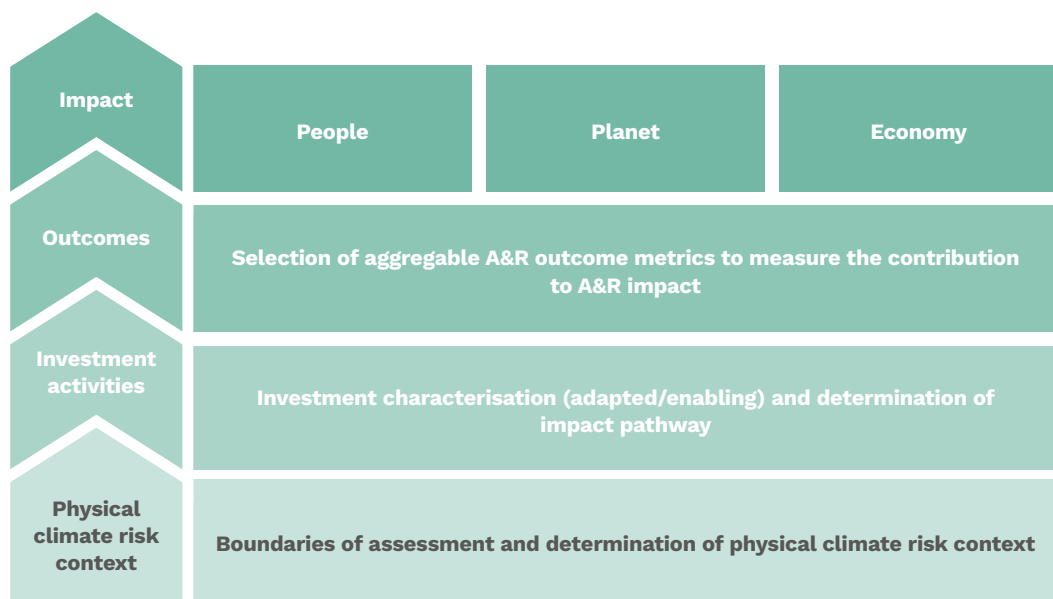 Impact
People
Planet
Economy
Outcomes
Selection of aggregable A&R outcome metrics to measure the contribution
to A&R impact
Investment
activities
Investment characterisation (adapted/enabling) and determination of
impact pathway
Physical
climate risk
context
Boundaries of assessment and determination of physical climate risk context